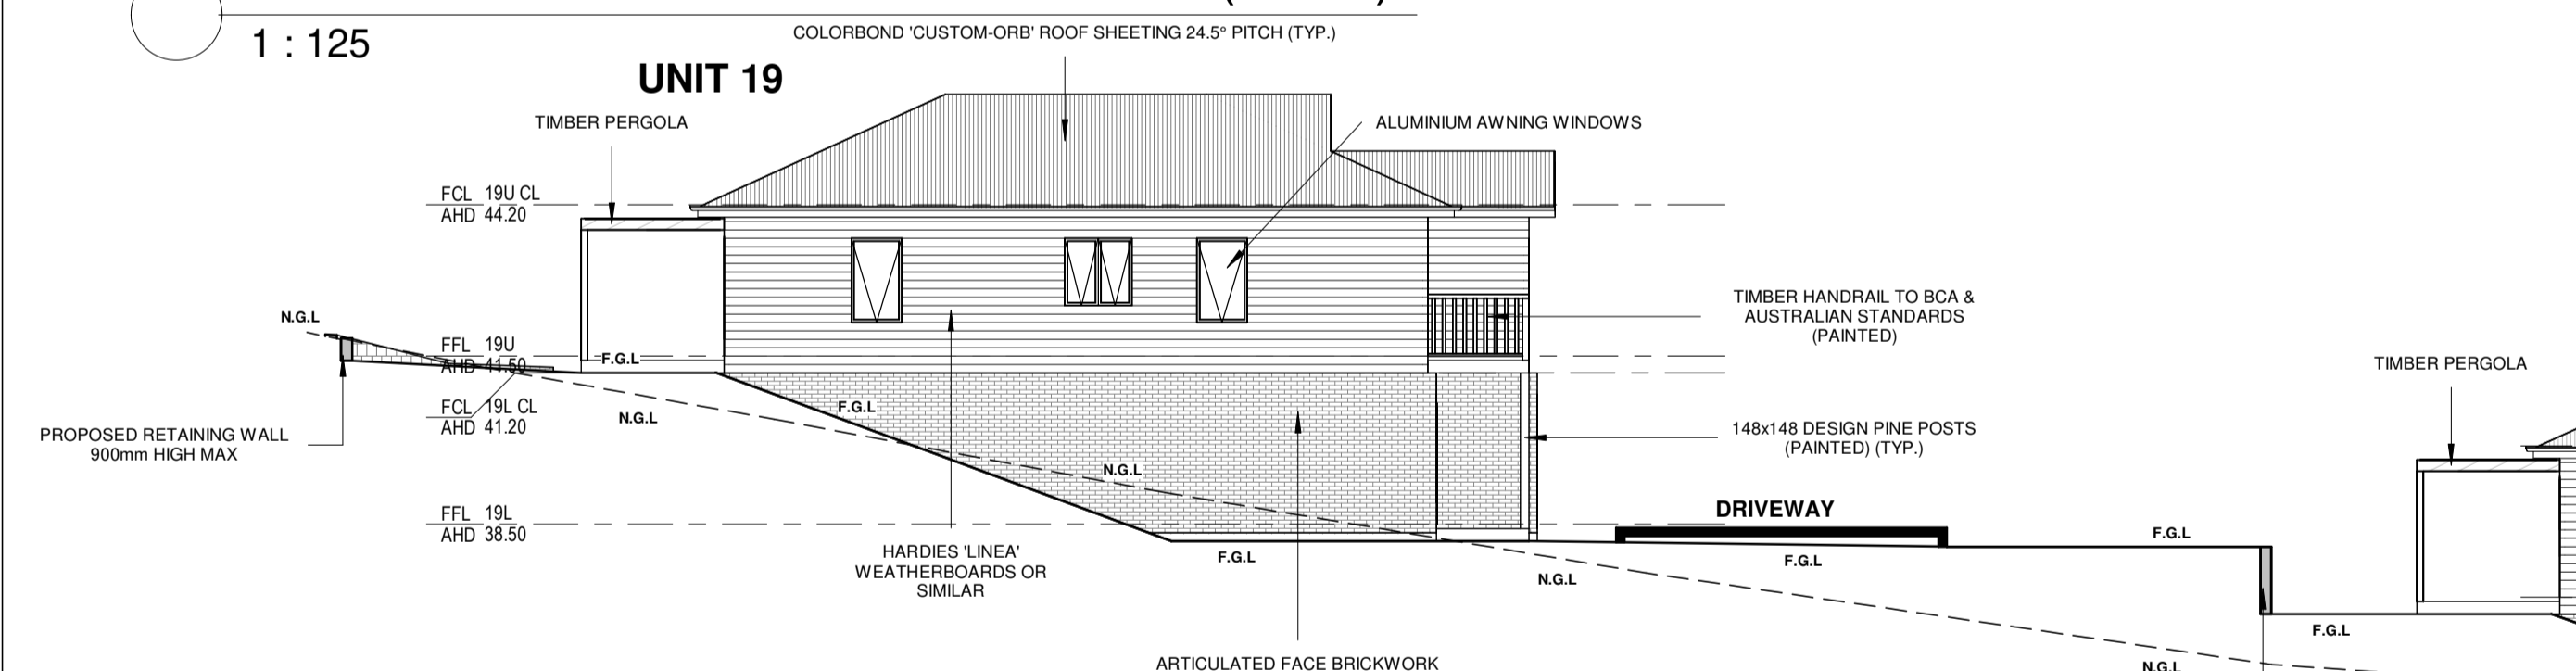 1 : 125
COLORBOND 'CUSTOM-ORB' ROOF SHEETING 24.5° PITCH (TYP.)
UNIT 19
TIMBER PERGOLA
ALUMINIUM AWNING WINDOWS
FCL 19U CL
AHD 44.20
TIMBER HANDRAIL TO BCA &
AUSTRALIAN STANDARDS
(PAINTED)
N.G.L
FFL 19U
AHD 41.50
F.G.L
TIMBER PERGOLA
FCL 19L CL
AHD 41.20
N.G.L
F.G.L
PROPOSED RETAINING WALL
900mm HIGH MAX
148x148 DESIGN PINE POSTS
(PAINTED) (TYP.)
N.G.L
FFL 19L
AHD 38.50
DRIVEWAY
F.G.L
HARDIES 'LINEA'
WEATHERBOARDS OR
SIMILAR
F.G.L
F.G.L
N.G.L
F.G.L
ARTICULATED FACE BRICKWORK
N.G.L